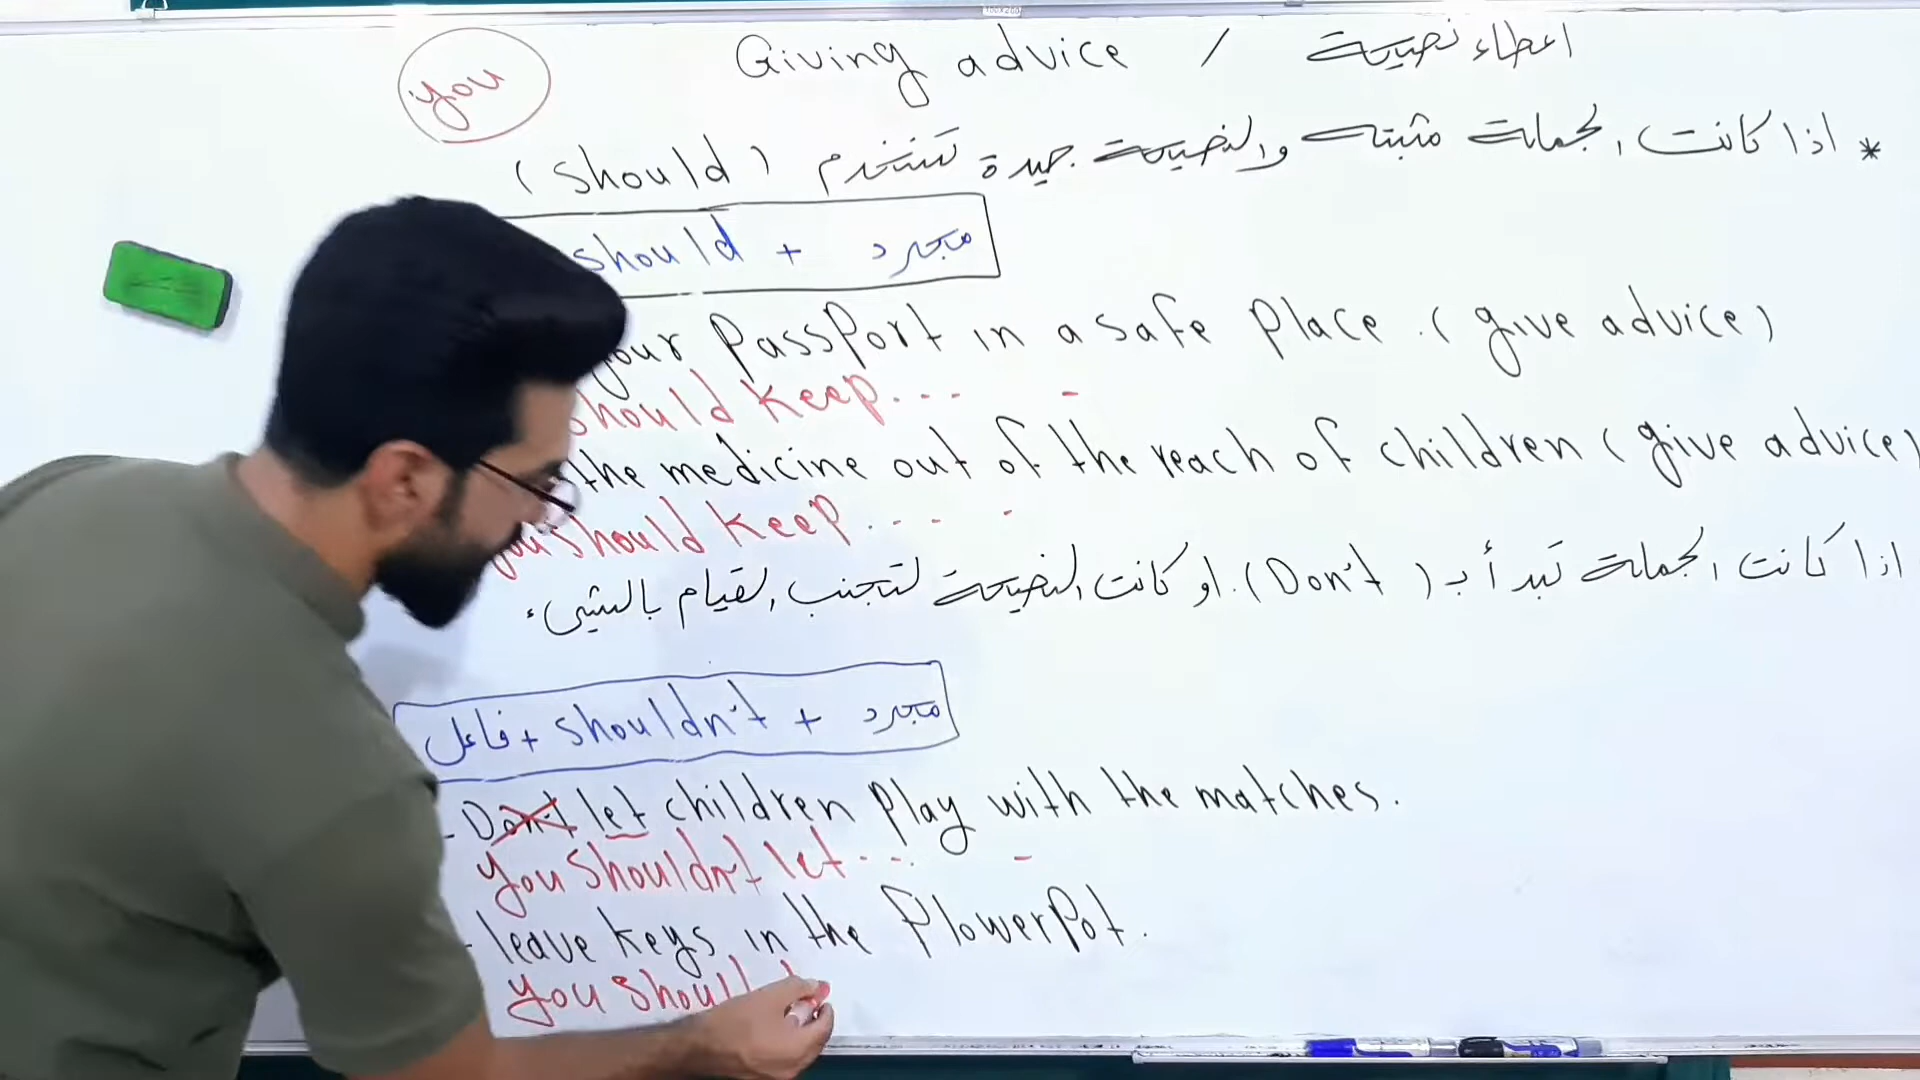 you
Giving advice / اعطاء نصيحة
* اذا كانت الجملة مثبته والنصيحة جيدة تستخدم (should)
should + مجرد
your Passport in a safe place. (give advice)
should keep... -
the medicine out of the reach of children (give advice)
you should keep.... -
اذا كانت الجملة تبدأ بـ (Don't). او كانت النصيحة لتجنب القيام بالشيء.
فاعل + shouldn't + مجرد
- Don't let children play with the matches.
you shouldn't let... -
- leave keys in the flowerpot.
you